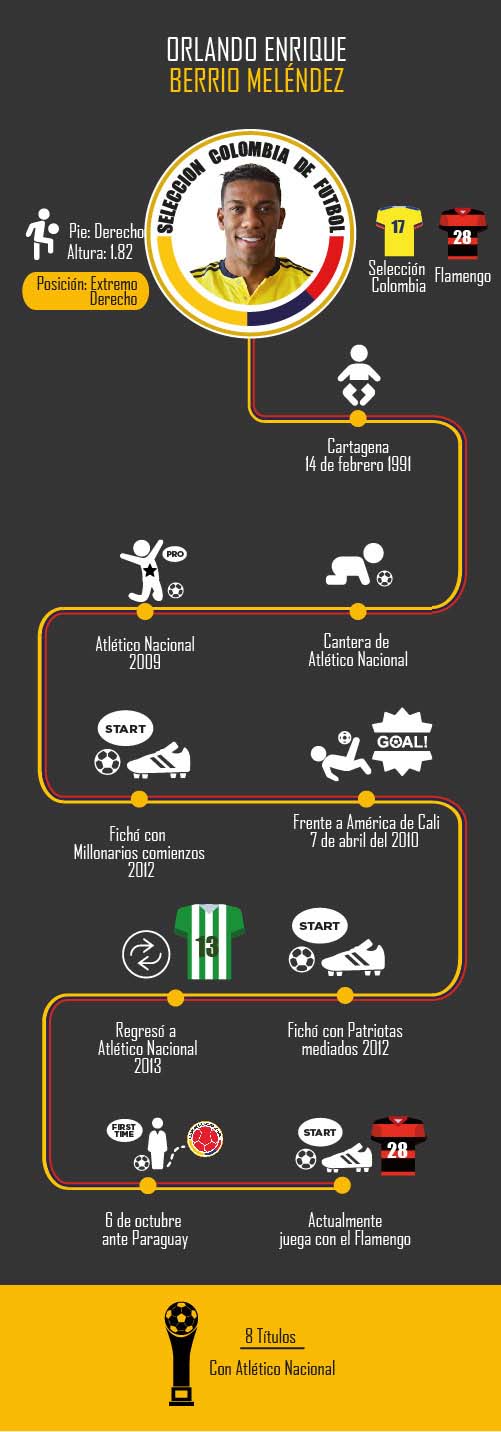 ORLANDO ENRIQUE
BERRIO MELÉNDEZ
SELECCION COLOMBIA DE FUTBOL
Pie: Derecho
Altura: 1.82
Posición: Extremo
Derecho
17
Selección
Colombia
28
Flamengo
Cartagena
14 de febrero 1991
PRO
Atlético Nacional
2009
Cantera de
Atlético Nacional
START
Fichó con
Millonarios comienzos
2012
GOAL!
Frente a América de Cali
7 de abril del 2010
13
Regresó a
Atlético Nacional
2013
START
Fichó con Patriotas
mediados 2012
FIRST
TIME
6 de octubre
ante Paraguay
START
28
Actualmente
juega con el Flamengo
8 Títulos
Con Atlético Nacional